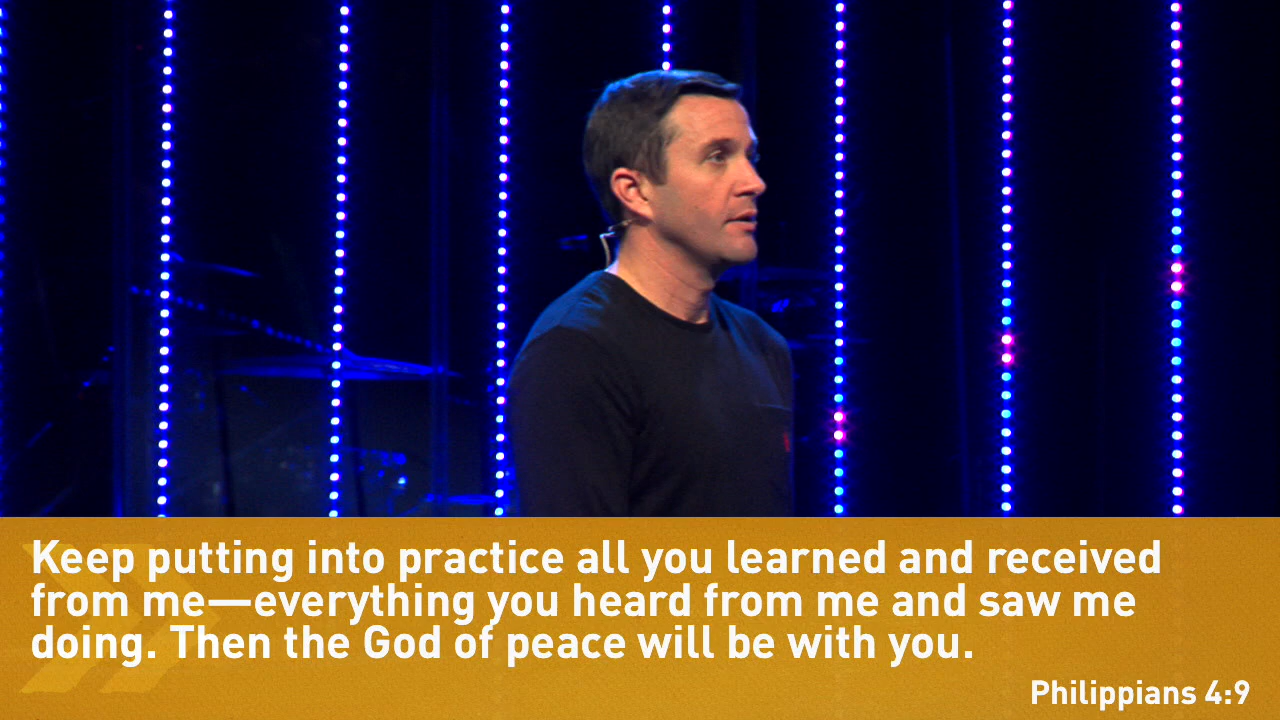 Keep putting into practice all you learned and received
from me—everything you heard from me and saw me
doing. Then the God of peace will be with you.
Philippians 4:9